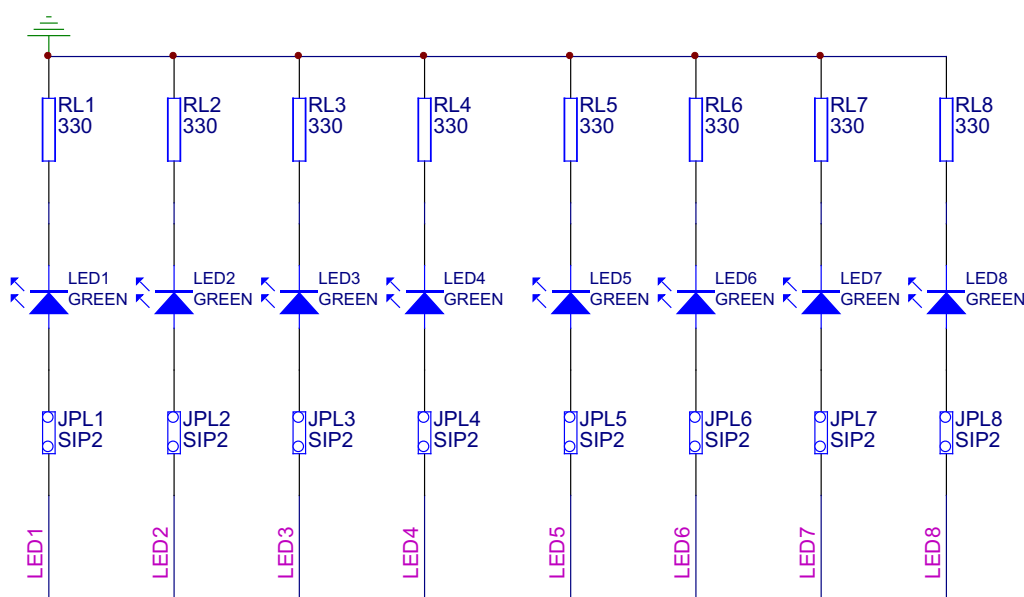 RL1 RL2 RL3 RL4 RL5 RL6 RL7 RL8
330 330 330 330 330 330 330 330
LED1 LED2 LED3 LED4 LED5 LED6 LED7 LED8
GREEN GREEN GREEN GREEN GREEN GREEN GREEN GREEN
JPL1 JPL2 JPL3 JPL4 JPL5 JPL6 JPL7 JPL8
SIP2 SIP2 SIP2 SIP2 SIP2 SIP2 SIP2 SIP2
LED1 LED2 LED3 LED4 LED5 LED6 LED7 LED8